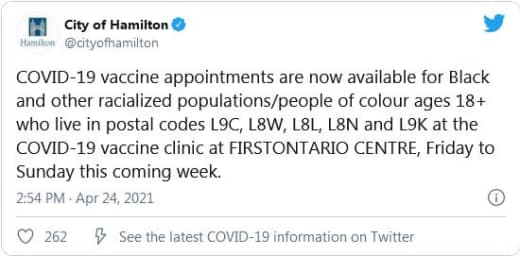 City of Hamilton
Hamilton @cityofhamilton
COVID-19 vaccine appointments are now available for Black
and other racialized populations/people of colour ages 18+
who live in postal codes L9C, L8W, L8L, L8N and L9K at the
COVID-19 vaccine clinic at FIRSTONTARIO CENTRE, Friday to
Sunday this coming week.
2:54 PM · Apr 24, 2021
262 See the latest COVID-19 information on Twitter